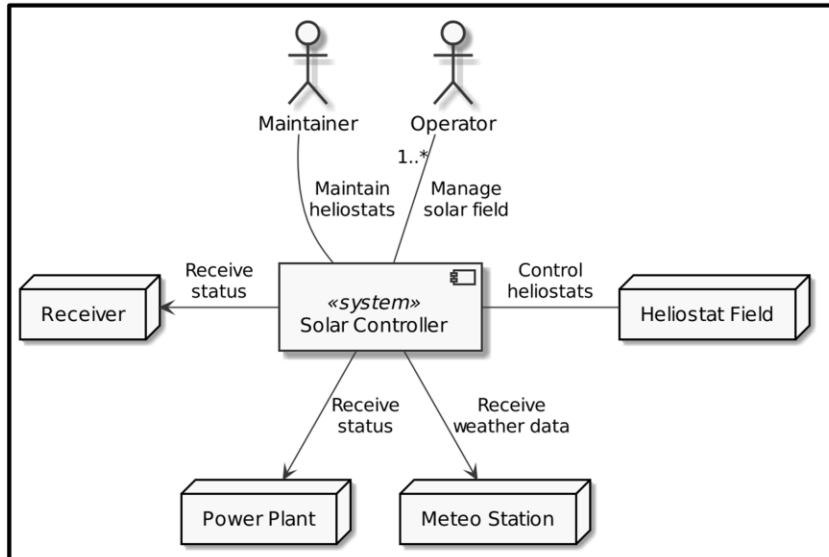 Maintainer
Operator
1..*
Maintain
heliostats
Manage
solar field
Receive
status
«system»
Solar Controller
Control
heliostats
Receiver
Heliostat Field
Receive
status
Receive
weather data
Power Plant
Meteo Station